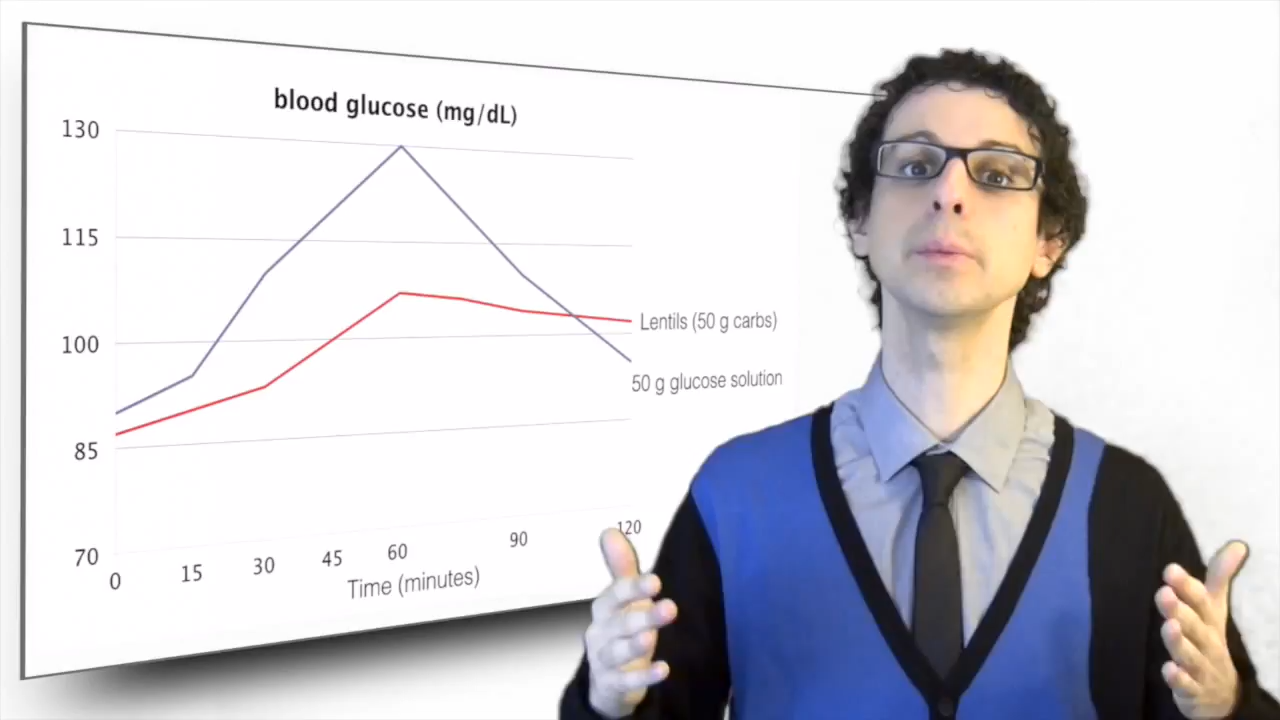 blood glucose (mg/dL)
130
115
100
85
70
Lentils (50 g carbs)
50 g glucose solution
0 15 30 45 60 90 120
Time (minutes)